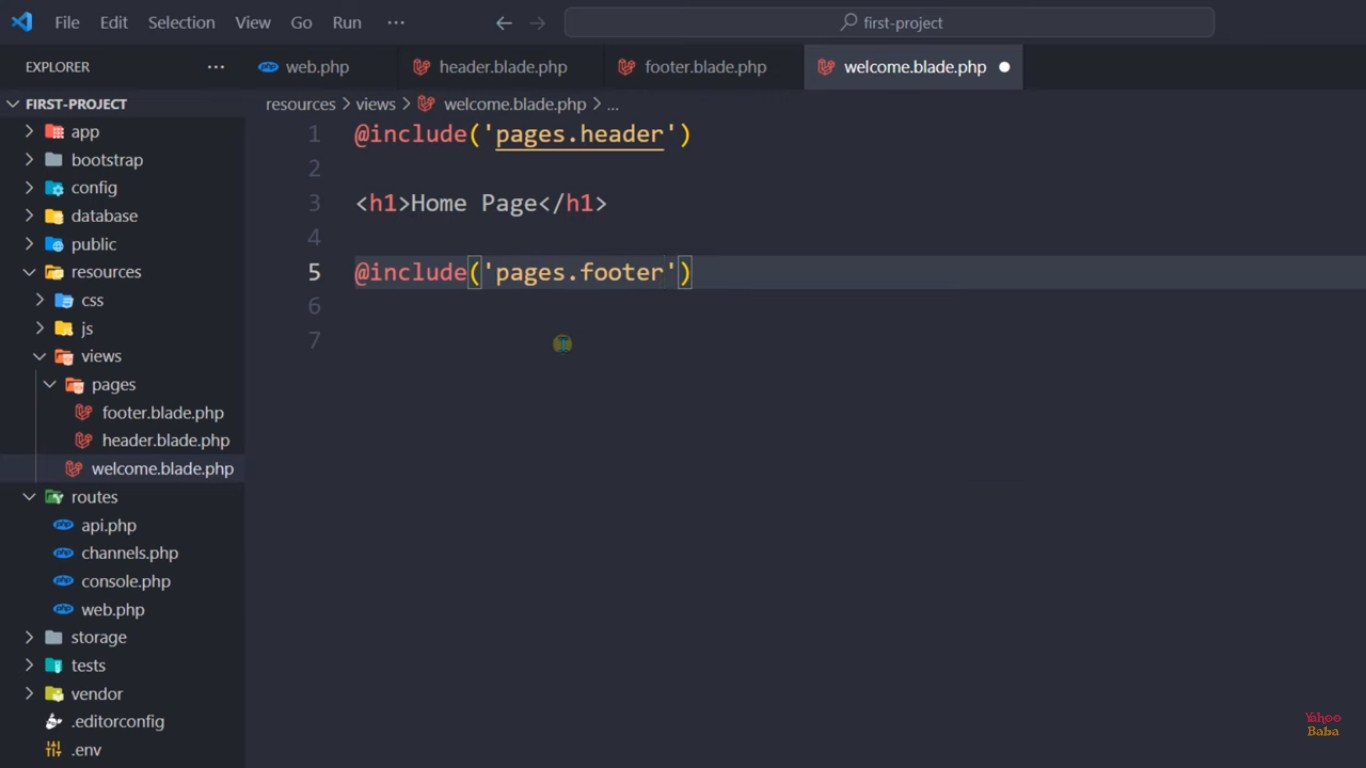 File Edit Selection View Go Run ··· first-project
EXPLORER ··· web.php header.blade.php footer.blade.php welcome.blade.php
FIRST-PROJECT
app
bootstrap
config
database
public
resources
css
js
views
pages
footer.blade.php
header.blade.php
welcome.blade.php
routes
api.php
channels.php
console.php
web.php
storage
tests
vendor
.editorconfig
.env
resources > views > welcome.blade.php > ...
1 @include('pages.header')
2
3 <h1>Home Page</h1>
4
5 @include('pages.footer')
6
7
Yahoo
Baba